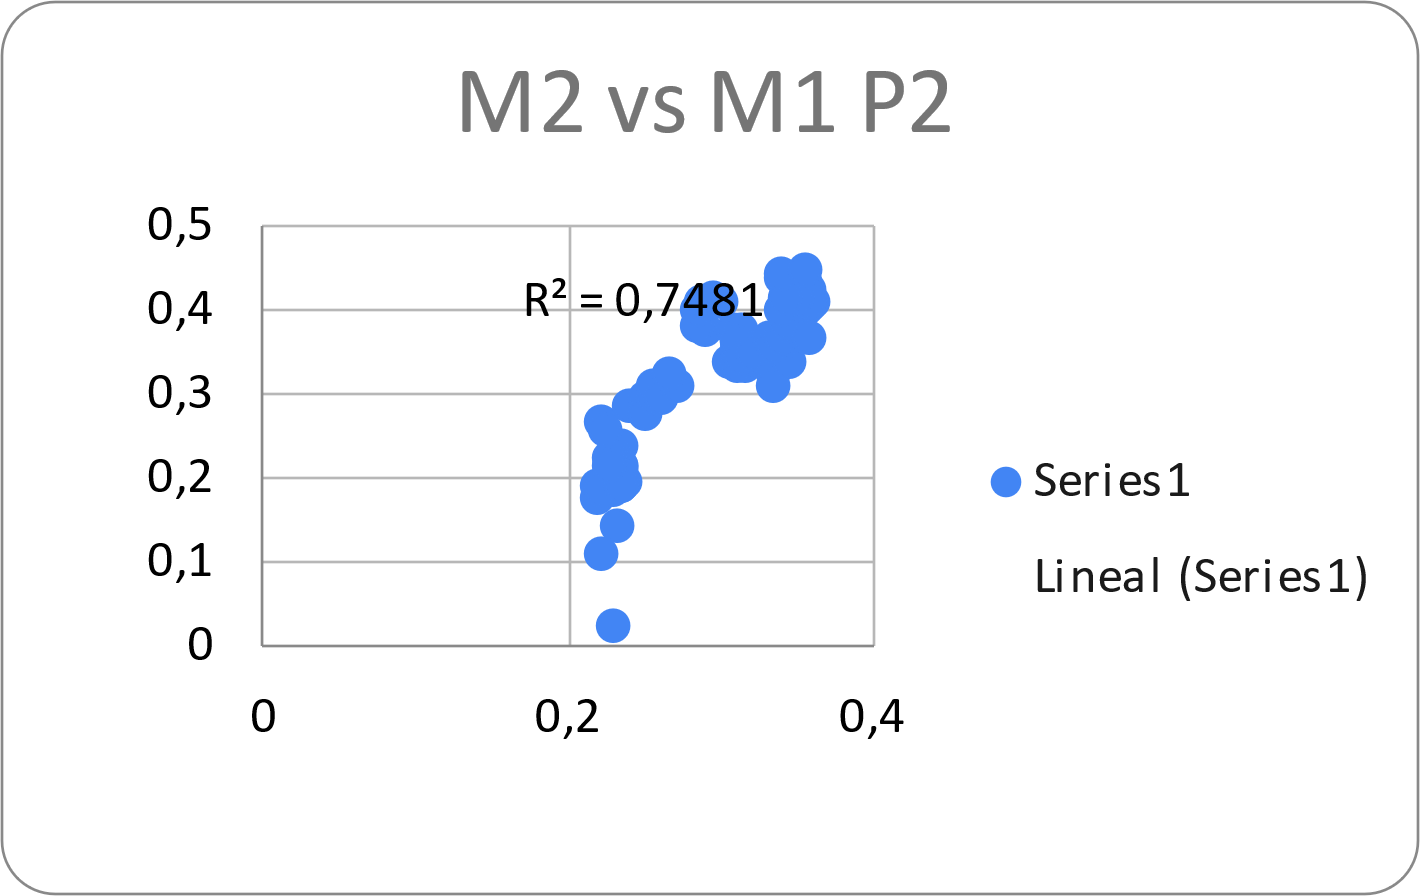 M2 vs M1 P2
0,5
R² = 0,7481
0,4
0,3
0,2
0,1
0
0
0,2
0,4
Series1
Lineal (Series1)